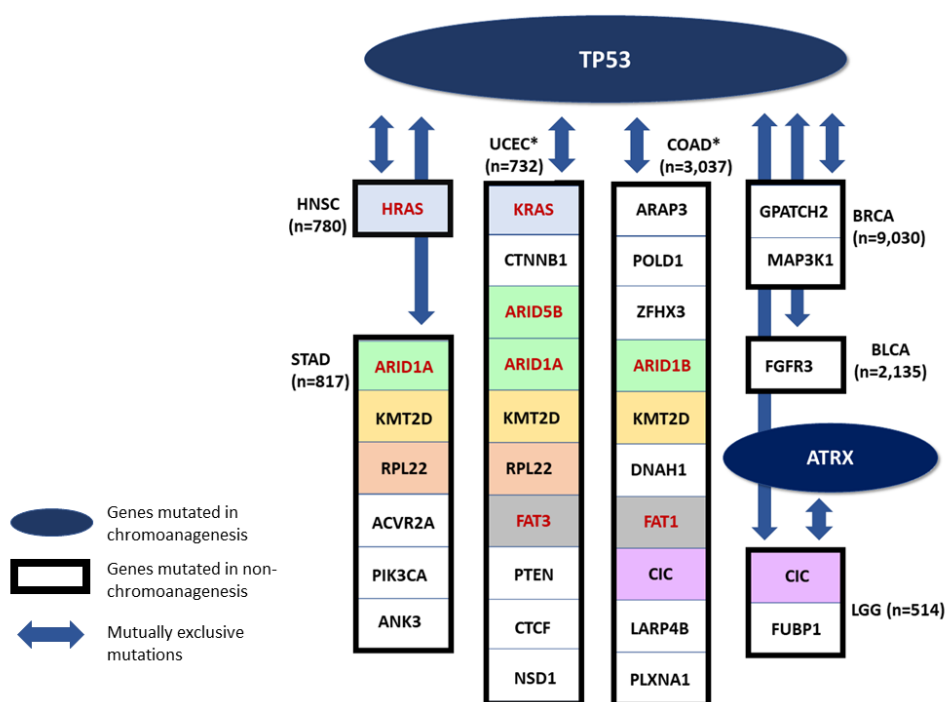 TP53
UCEC*
(n=732)
COAD*
(n=3,037)
HNSC
(n=780)
HRAS
KRAS
CTNNB1
ARID5B
ARID1A
KMT2D
RPL22
FAT3
PTEN
CTCF
NSD1
ARAP3
POLD1
ZFHX3
ARID1B
KMT2D
DNAH1
FAT1
CIC
LARP4B
PLXNA1
GPATCH2
MAP3K1
BRCA
(n=9,030)
STAD
(n=817)
ARID1A
KMT2D
RPL22
ACVR2A
PIK3CA
ANK3
FGFR3
BLCA
(n=2,135)
ATRX
CIC
FUBP1
LGG (n=514)
Genes mutated in
chromoanagenesis
Genes mutated in non-
chromoanagenesis
Mutually exclusive
mutations